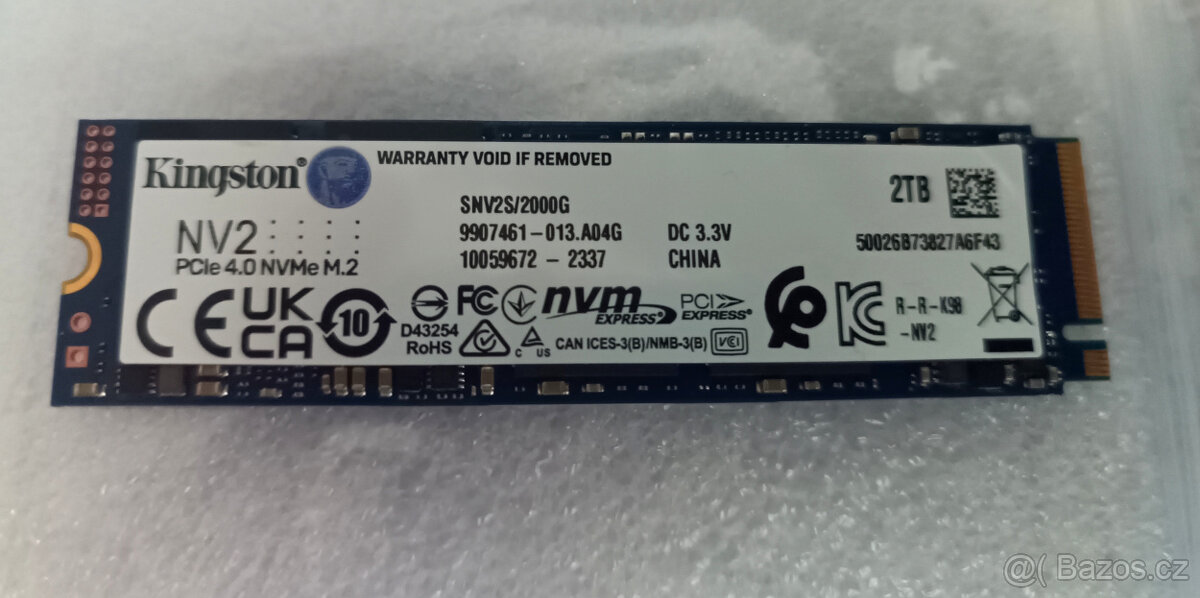 Kingston®
WARRANTY VOID IF REMOVED
NV2
PCIe 4.0 NVMe M.2
SNV2S/2000G
9907461-013.A04G
DC 3.3V
10059672 - 2337
CHINA
2TB
50026B73827A6F43
CE
UK
CA
10
D43254
RoHS
FC
nvm
EXPRESS®
PCI
EXPRESS®
C US
CAN ICES-3(B)/NMB-3(B)
VCI
R-R-K98
-NV2
@( Bazos.cz